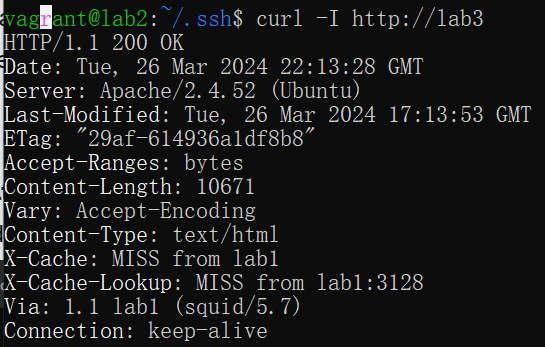 vagrant@lab2:~/.ssh$ curl -I http://lab3
HTTP/1.1 200 OK
Date: Tue, 26 Mar 2024 22:13:28 GMT
Server: Apache/2.4.52 (Ubuntu)
Last-Modified: Tue, 26 Mar 2024 17:13:53 GMT
ETag: "29af-614936a1df8b8"
Accept-Ranges: bytes
Content-Length: 10671
Vary: Accept-Encoding
Content-Type: text/html
X-Cache: MISS from lab1
X-Cache-Lookup: MISS from lab1:3128
Via: 1.1 lab1 (squid/5.7)
Connection: keep-alive